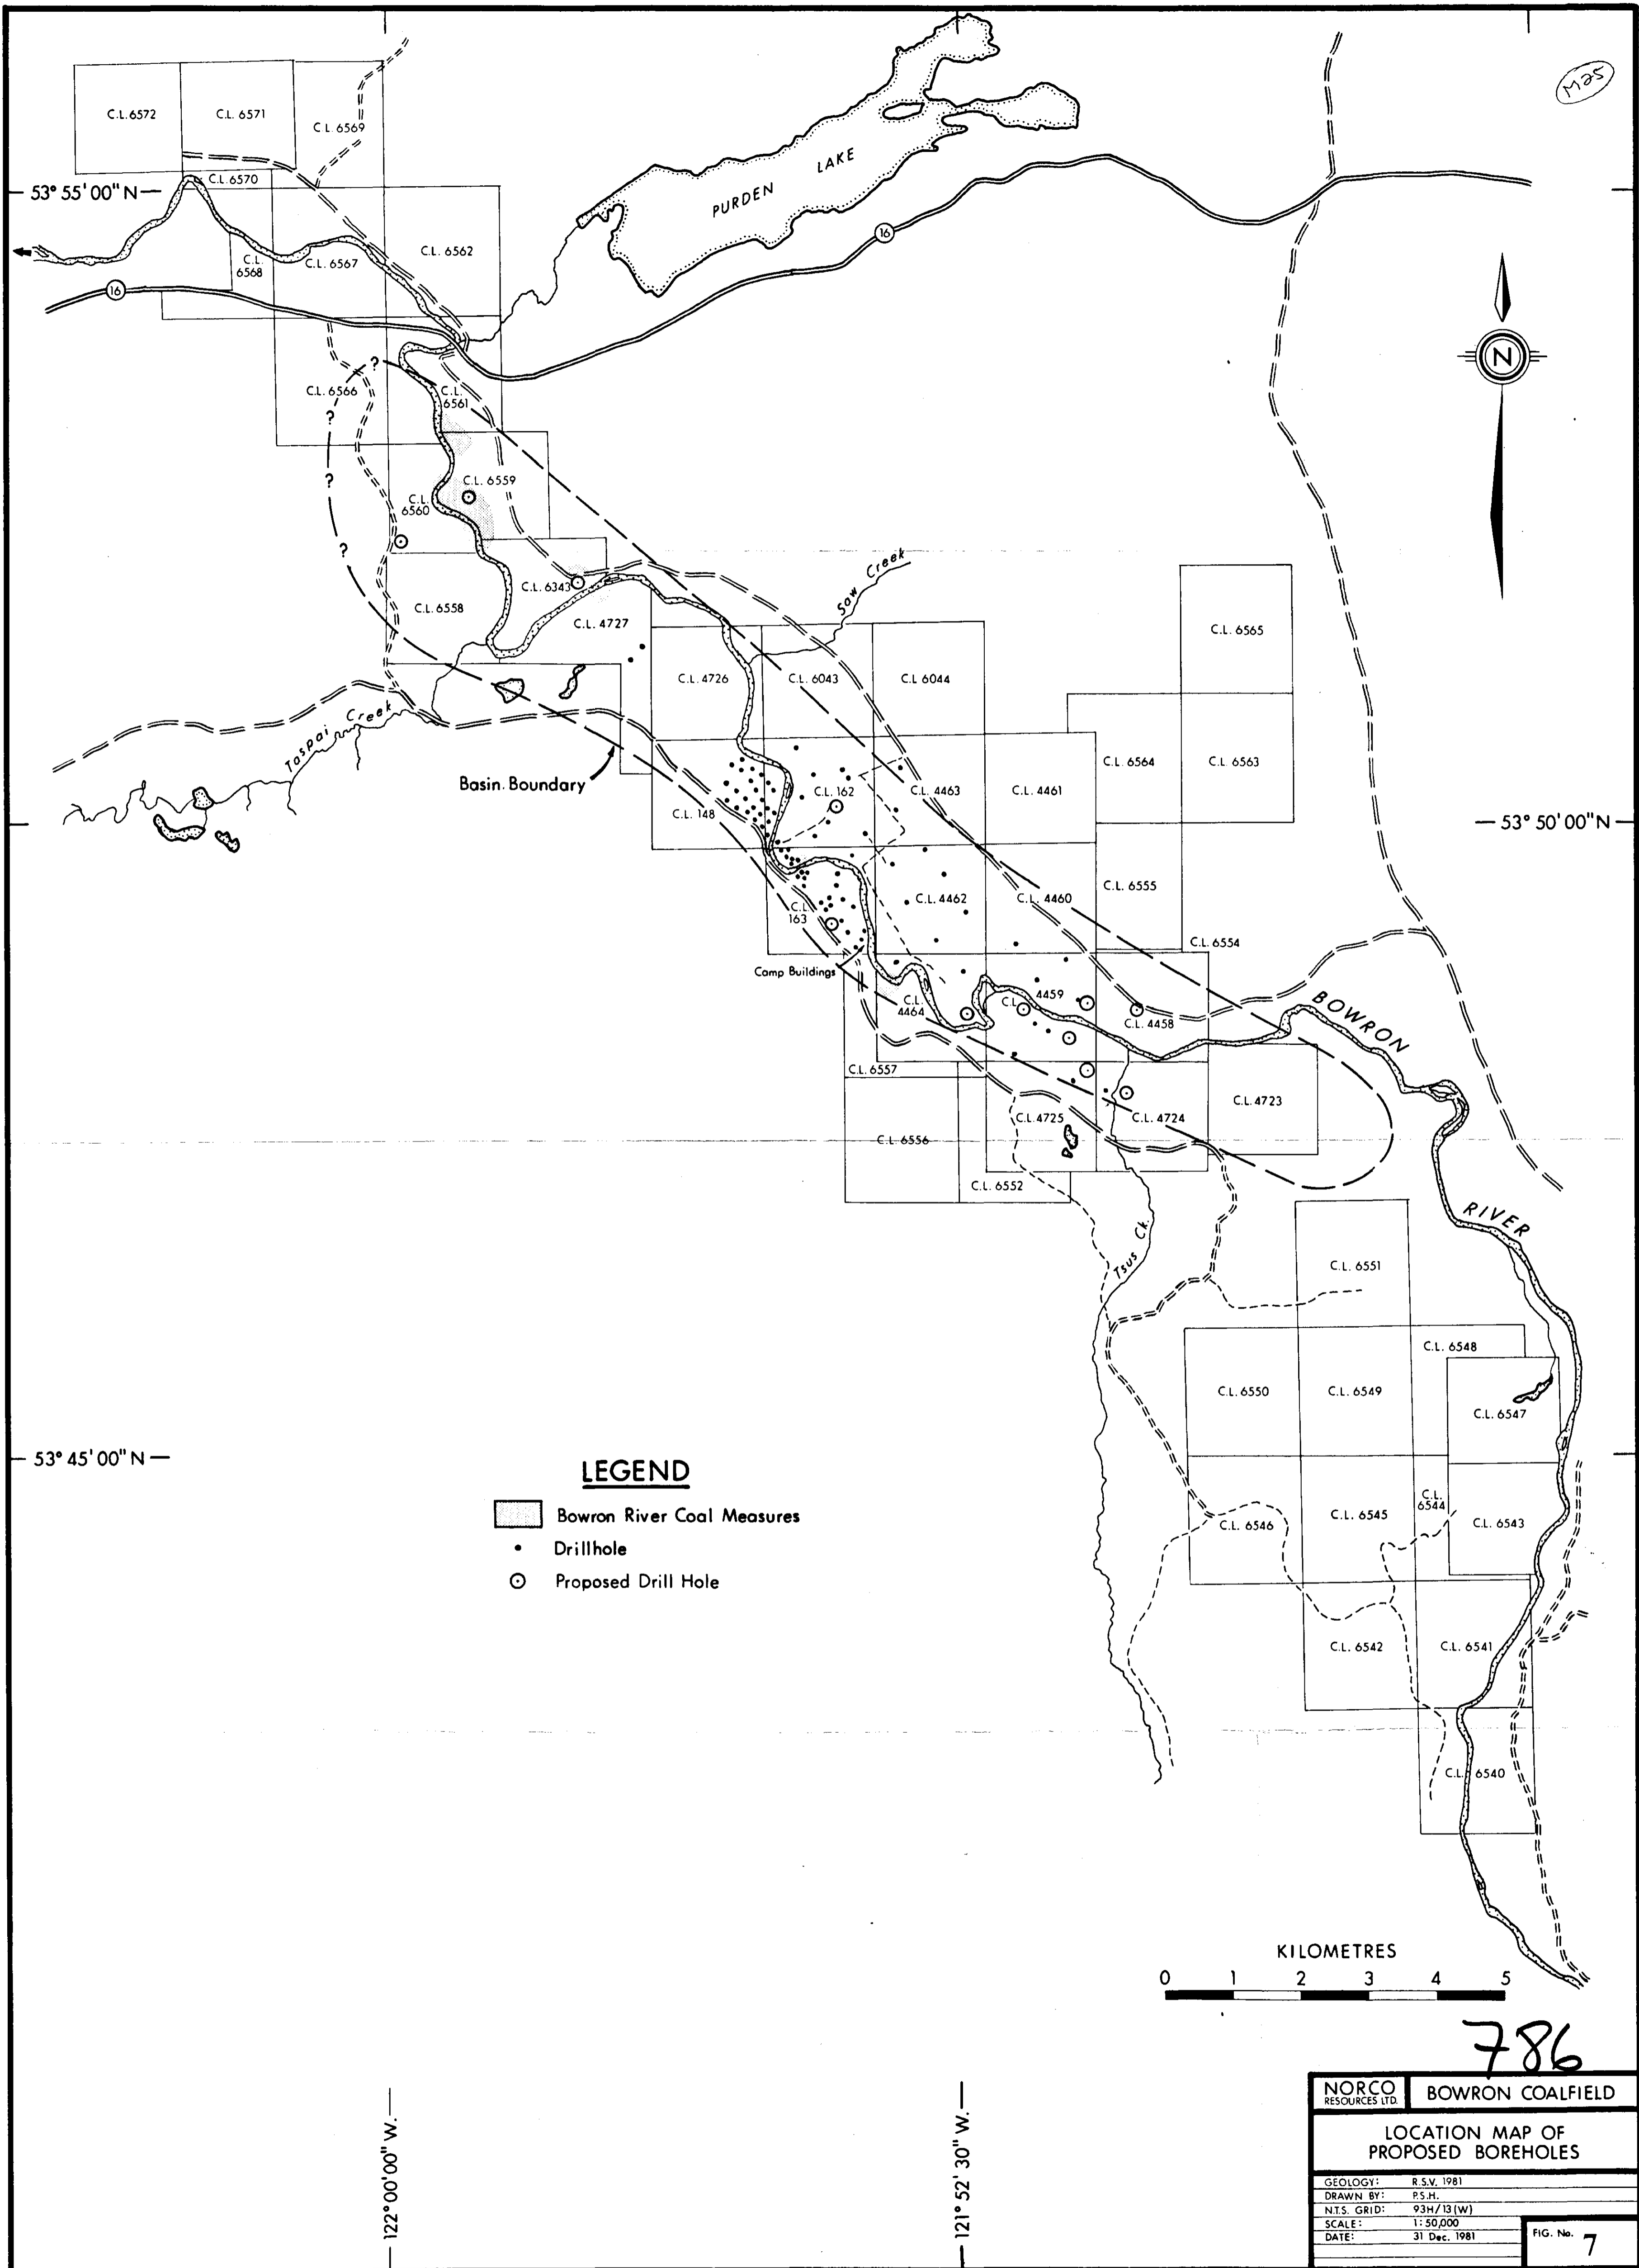 M25
C.L. 6572
C.L. 6571
C.L. 6569
53° 55' 00" N
C.L. 6570
PURDEN LAKE
16
C.L. 6568
C.L. 6567
C.L. 6562
16
N
?
C.L. 6566
C.L. 6561
?
C.L. 6559
?
C.L. 6560
?
Saw Creek
C.L. 6343
C.L. 6558
C.L. 4727
C.L. 6565
C.L. 4726
C.L. 6043
C.L. 6044
Taspai Creek
Basin Boundary
C.L. 6564
C.L. 6563
C.L. 162
C.L. 4463
C.L. 4461
C.L. 148
53° 50' 00" N
C.L. 6555
C.L. 4462
C.L. 4460
C.L. 163
C.L. 6554
Camp Buildings
C.L. 4464
C.L. 4459
C.L. 4458
BOWRON
C.L. 6557
C.L. 4725
C.L. 4724
C.L. 4723
C.L. 6556
C.L. 6552
RIVER
Tsus Ck.
C.L. 6551
C.L. 6548
C.L. 6550
C.L. 6549
C.L. 6547
53° 45' 00" N
C.L. 6544
C.L. 6546
C.L. 6545
C.L. 6543
LEGEND
Bowron River Coal Measures
Drillhole
Proposed Drill Hole
C.L. 6542
C.L. 6541
C.L. 6540
KILOMETRES
0 1 2 3 4 5
786
122° 00' 00" W.
121° 52' 30" W.
NORCO
RESOURCES LTD.
BOWRON COALFIELD
LOCATION MAP OF
PROPOSED BOREHOLES
GEOLOGY: R.S.V. 1981
DRAWN BY: P.S.H.
N.T.S. GRID: 93H/13(W)
SCALE: 1:50,000
DATE: 31 Dec. 1981
FIG. No. 7